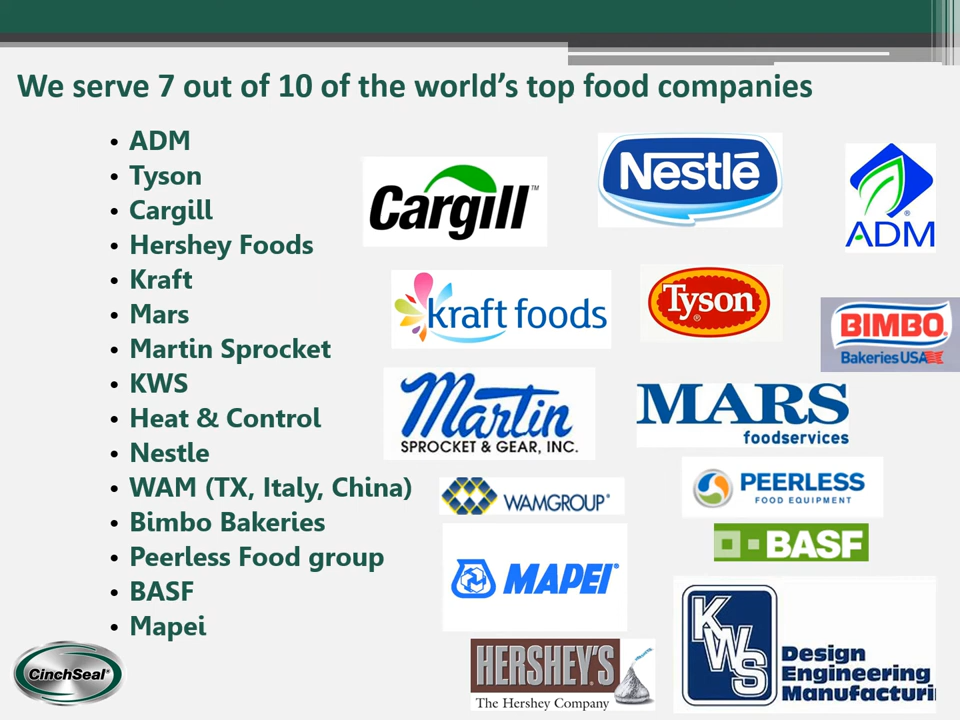 We serve 7 out of 10 of the world's top food companies
• ADM
• Tyson
• Cargill
• Hershey Foods
• Kraft
• Mars
• Martin Sprocket
• KWS
• Heat & Control
• Nestle
• WAM (TX, Italy, China)
• Bimbo Bakeries
• Peerless Food group
• BASF
• Mapei
Cargill™
Nestlé
ADM®
kraft foods
Tyson®
BIMBO®
Bakeries USA
Martin
SPROCKET & GEAR, INC.
MARS
foodservices
WAMGROUP®
PEERLESS
FOOD EQUIPMENT
BASF
MAPEI®
KWS
Design
Engineering
Manufacturi
HERSHEY'S
The Hershey Company
CinchSeal®